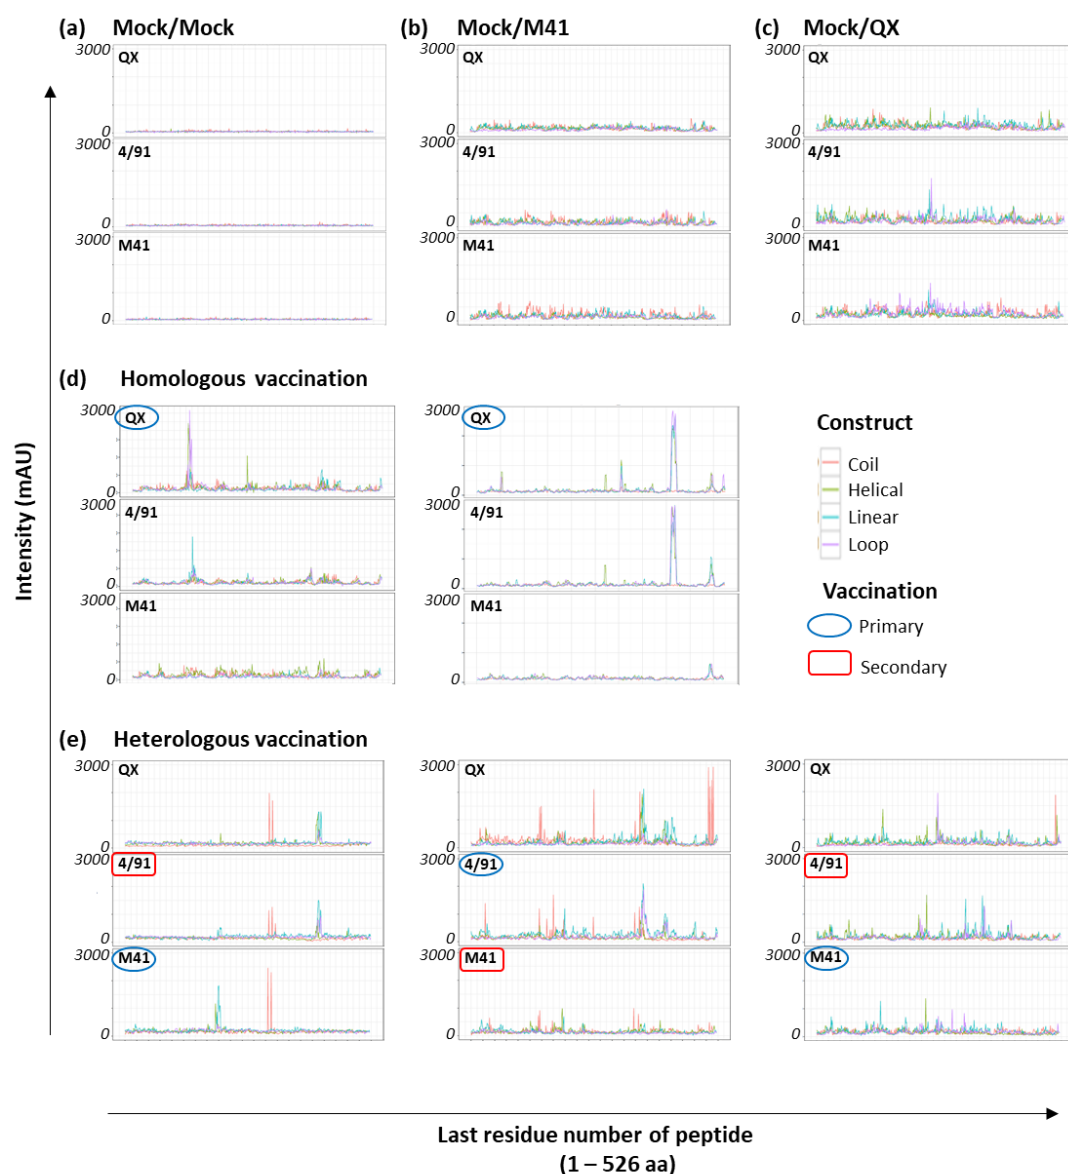 (a) Mock/Mock
(b) Mock/M41
(c) Mock/QX
3000
QX
0
3000
4/91
0
3000
M41
0
3000
QX
0
3000
4/91
0
3000
M41
0
3000
QX
0
3000
4/91
0
3000
M41
0
(d) Homologous vaccination
3000
QX
0
3000
4/91
0
3000
M41
0
3000
QX
0
3000
4/91
0
3000
M41
0
Construct
Coil
Helical
Linear
Loop
Vaccination
Primary
Secondary
Intensity (mAU)
(e) Heterologous vaccination
3000
QX
0
3000
4/91
0
3000
M41
0
3000
QX
0
3000
4/91
0
3000
M41
0
3000
QX
0
3000
4/91
0
3000
M41
0
Last residue number of peptide
(1 – 526 aa)